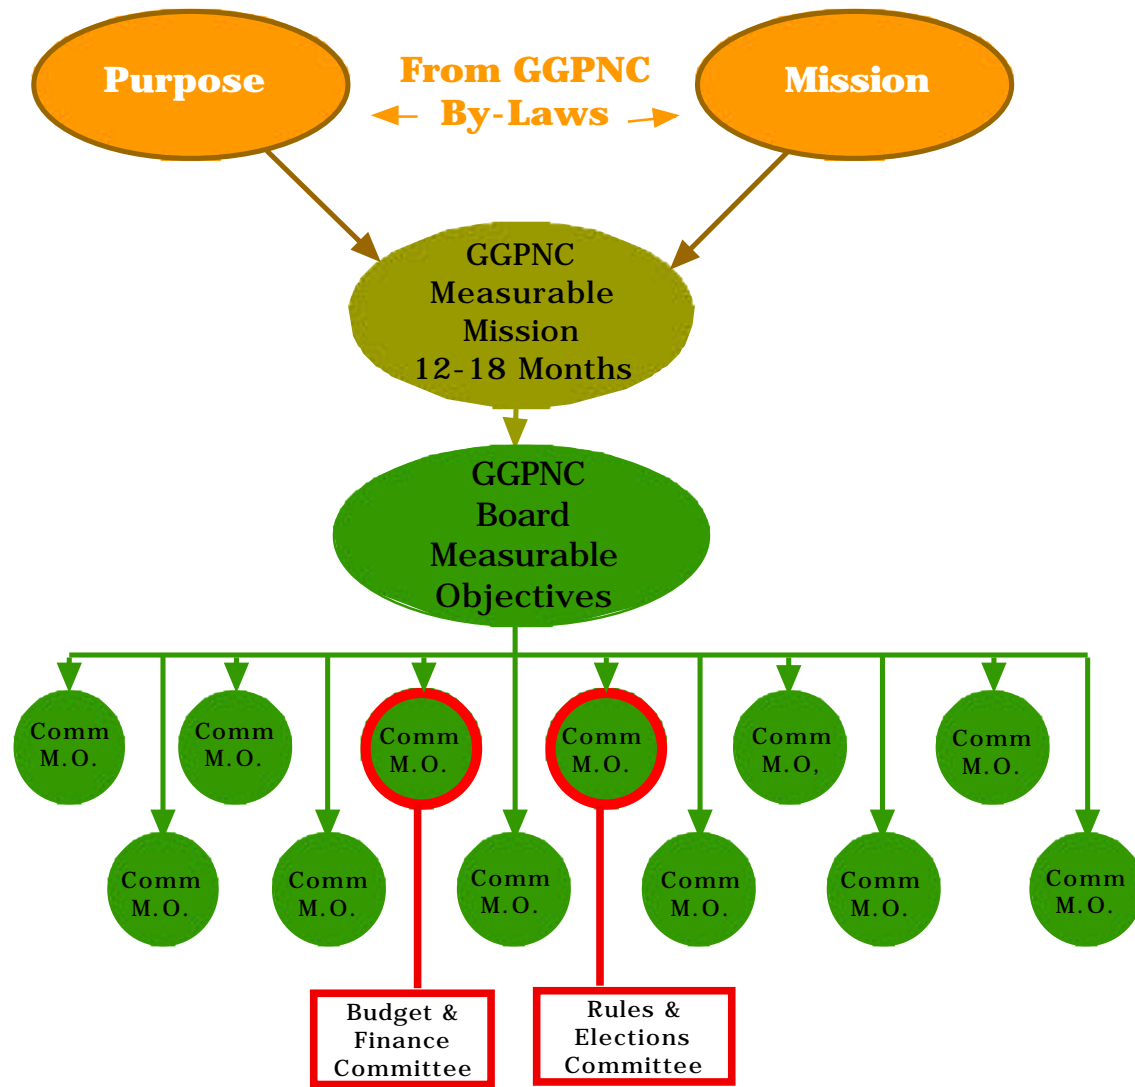 Purpose
From GGPNC
By-Laws
Mission
GGPNC
Measurable
Mission
12-18 Months
GGPNC
Board
Measurable
Objectives
Comm
M.O.
Comm
M.O.
Comm
M.O.
Comm
M.O.
Comm
M.O,
Comm
M.O.
Comm
M.O.
Comm
M.O.
Comm
M.O.
Comm
M.O.
Comm
M.O.
Comm
M.O.
Budget &
Finance
Committee
Rules &
Elections
Committee